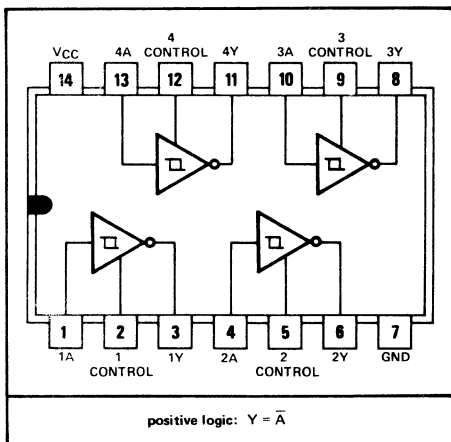 4 3
VCC 4A CONTROL 4Y 3A CONTROL 3Y
14 13 12 11 10 9 8
1 2 3 4 5 6 7
1A 1 1Y 2A 2 2Y GND
CONTROL CONTROL
positive logic: Y = A̅